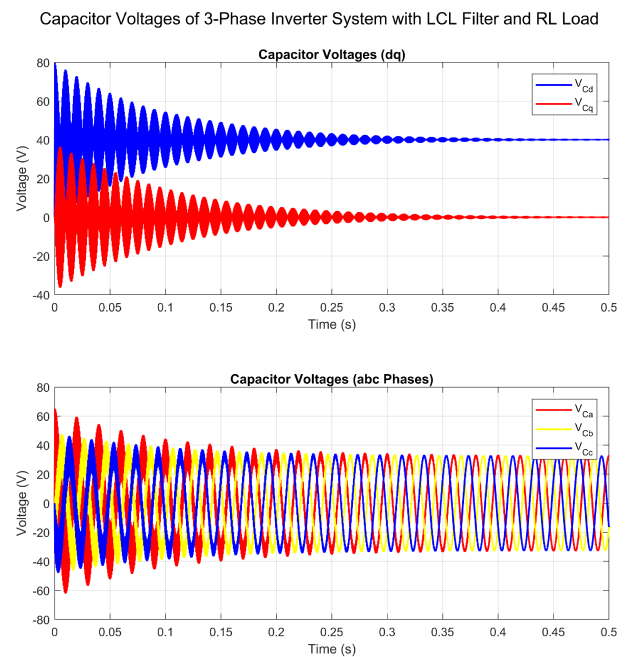 Capacitor Voltages of 3-Phase Inverter System with LCL Filter and RL Load
Capacitor Voltages (dq)
80
60
40
20
0
-20
-40
Voltage (V)
V_Cd
V_Cq
0 0.05 0.1 0.15 0.2 0.25 0.3 0.35 0.4 0.45 0.5
Time (s)
Capacitor Voltages (abc Phases)
80
60
40
20
0
-20
-40
-60
-80
Voltage (V)
V_Ca
V_Cb
V_Cc
0 0.05 0.1 0.15 0.2 0.25 0.3 0.35 0.4 0.45 0.5
Time (s)